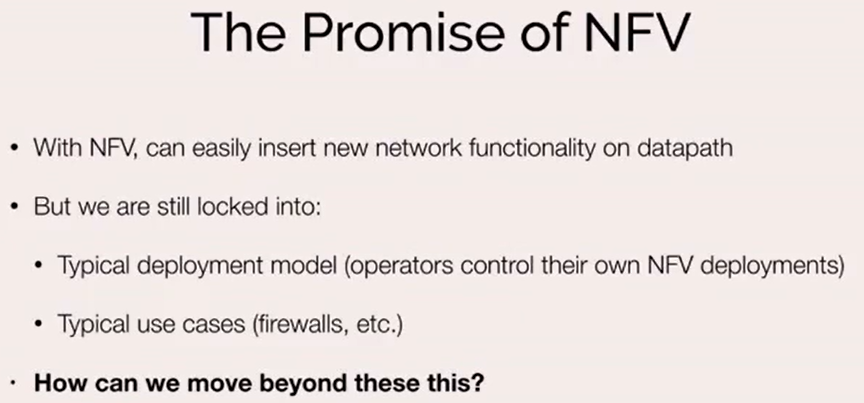 The Promise of NFV
• With NFV, can easily insert new network functionality on datapath
• But we are still locked into:
• Typical deployment model (operators control their own NFV deployments)
• Typical use cases (firewalls, etc.)
• How can we move beyond these this?